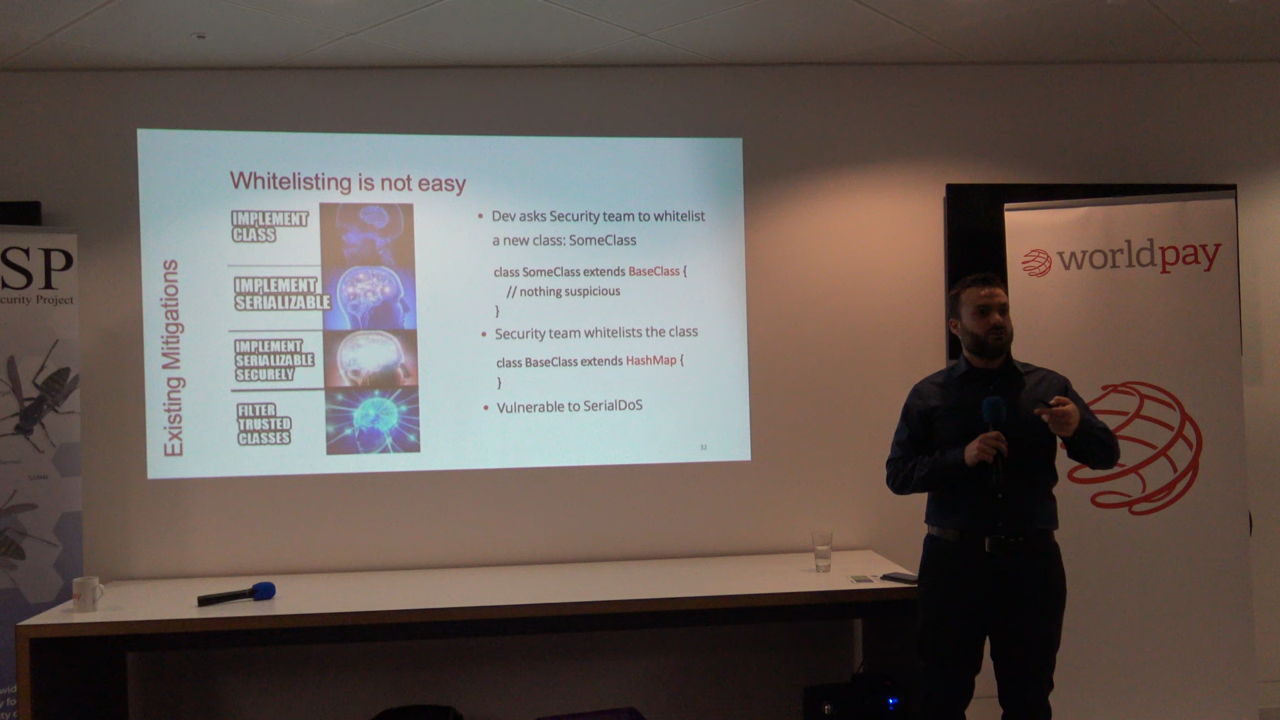 Whitelisting is not easy
Existing Mitigations
IMPLEMENT
CLASS
IMPLEMENT
SERIALIZABLE
IMPLEMENT
SERIALIZABLE
SECURELY
FILTER
TRUSTED
CLASSES
• Dev asks Security team to whitelist
a new class: SomeClass
class SomeClass extends BaseClass {
// nothing suspicious
}
• Security team whitelists the class
class BaseClass extends HashMap {
}
• Vulnerable to SerialDoS
32
SP
curity Project
worldpay